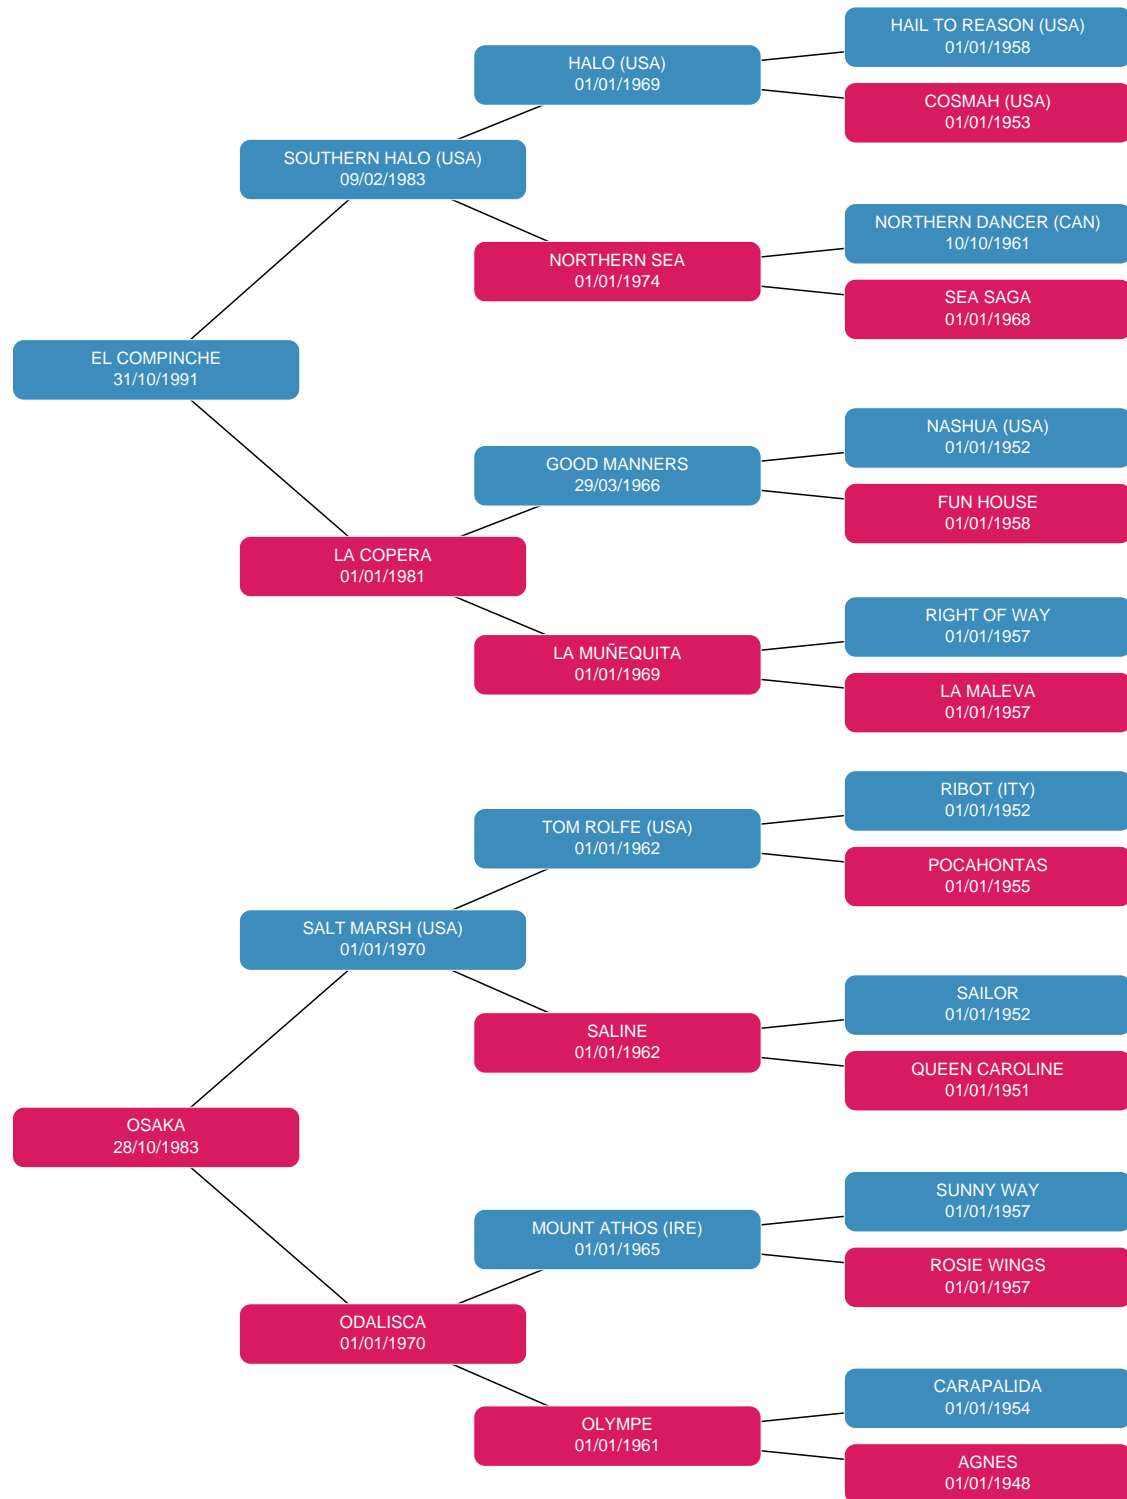 HAIL TO REASON (USA)
01/01/1958
HALO (USA)
01/01/1969
COSMAH (USA)
01/01/1953
SOUTHERN HALO (USA)
09/02/1983
NORTHERN DANCER (CAN)
10/10/1961
NORTHERN SEA
01/01/1974
SEA SAGA
01/01/1968
EL COMPINCHE
31/10/1991
NASHUA (USA)
01/01/1952
GOOD MANNERS
29/03/1966
FUN HOUSE
01/01/1958
LA COPERA
01/01/1981
RIGHT OF WAY
01/01/1957
LA MUÑEQUITA
01/01/1969
LA MALEVA
01/01/1957
RIBOT (ITY)
01/01/1952
TOM ROLFE (USA)
01/01/1962
POCAHONTAS
01/01/1955
SALT MARSH (USA)
01/01/1970
SAILOR
01/01/1952
SALINE
01/01/1962
QUEEN CAROLINE
01/01/1951
OSAKA
28/10/1983
SUNNY WAY
01/01/1957
MOUNT ATHOS (IRE)
01/01/1965
ROSIE WINGS
01/01/1957
ODALISCA
01/01/1970
CARAPALIDA
01/01/1954
OLYMPE
01/01/1961
AGNES
01/01/1948